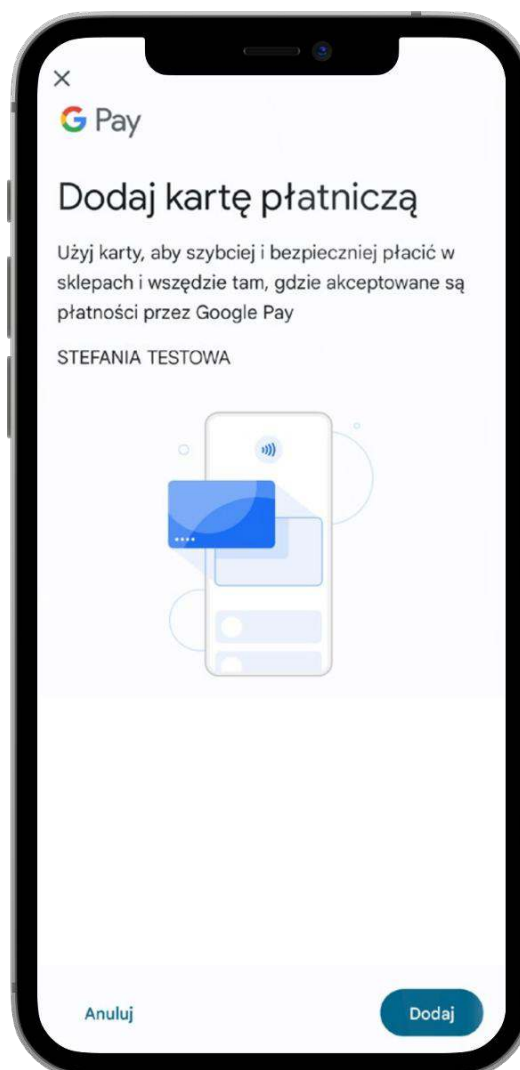 G Pay
Dodaj kartę płatniczą
Użyj karty, aby szybciej i bezpieczniej płacić w
sklepach i wszędzie tam, gdzie akceptowane są
płatności przez Google Pay
STEFANIA TESTOWA
Anuluj
Dodaj